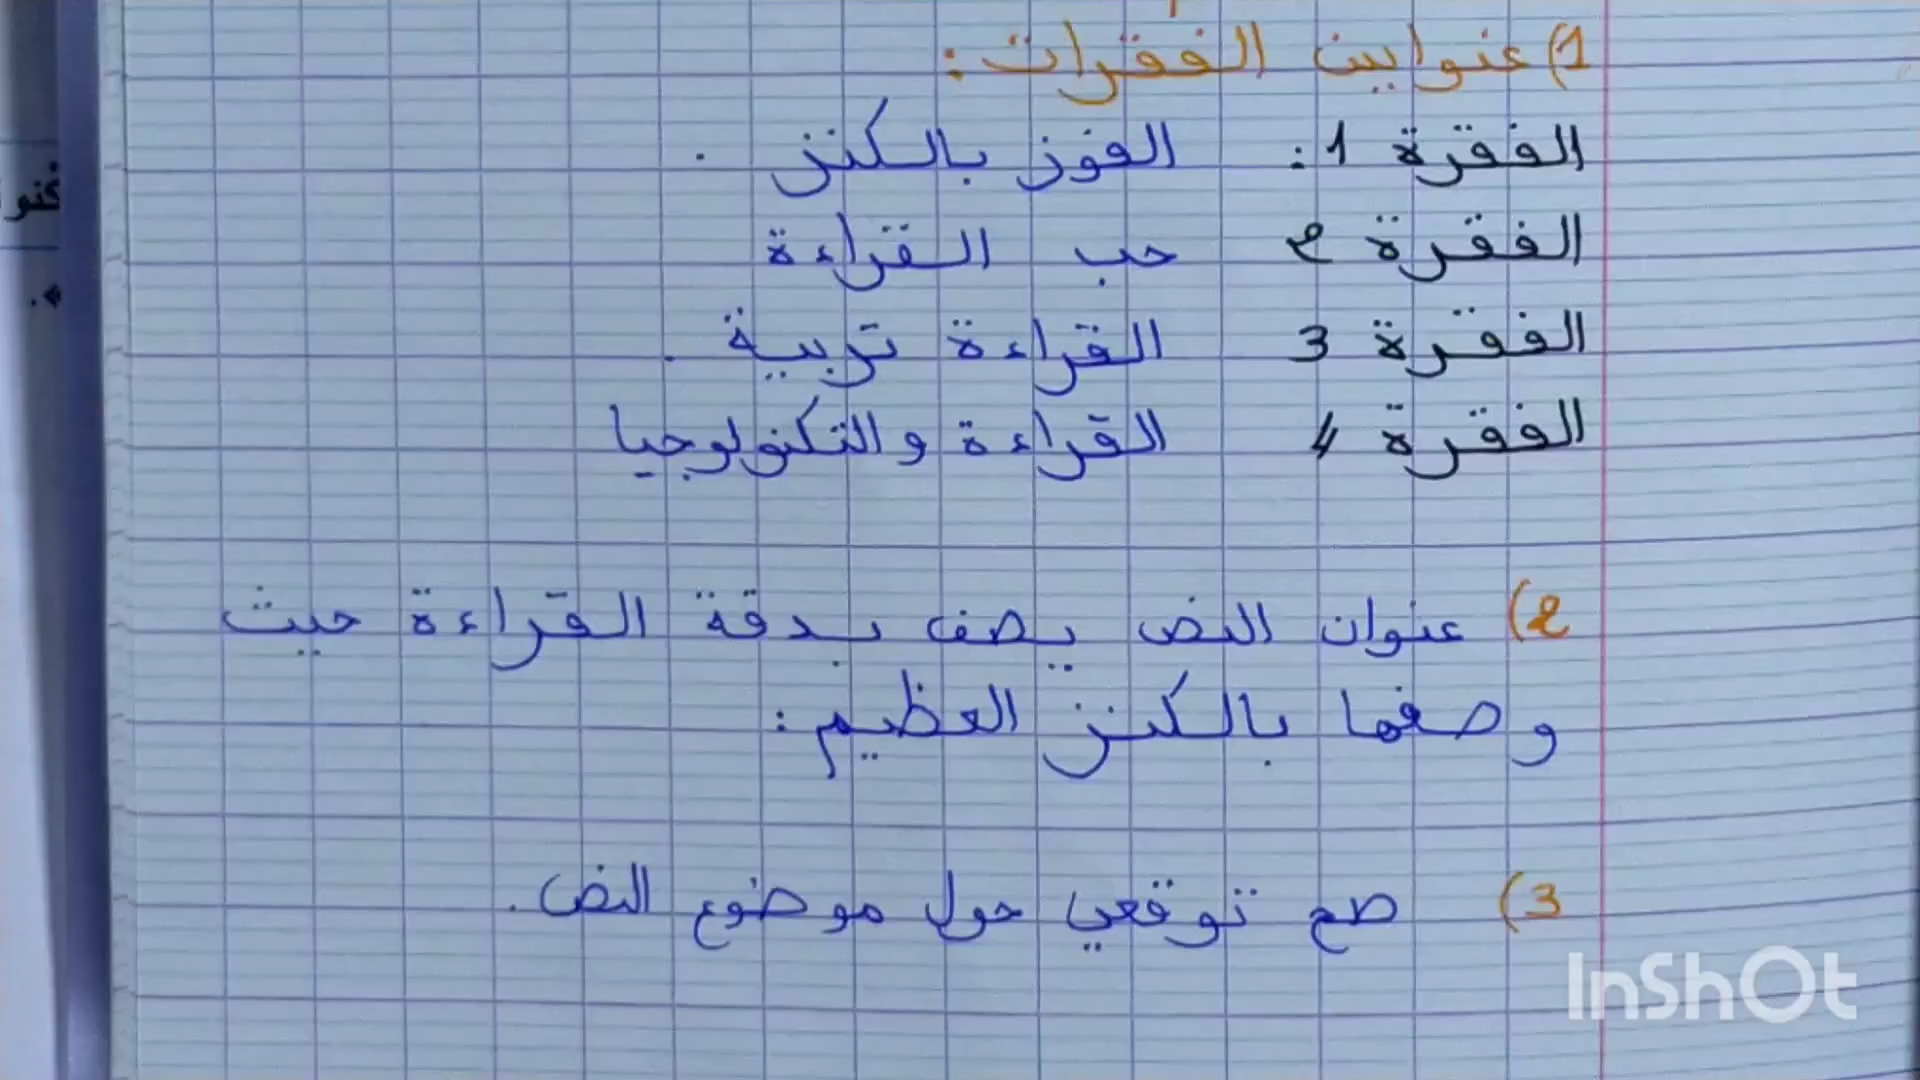 1) عنوابين الفقرات:
الفقرة 1: الفوز بالكنز .
الفقرة 2 حب القراءة
الفقرة 3 القراءة تربية .
الفقرة 4 القراءة والتكنولوجيا
2) عنوان النص يصف بدقة القراءة حيث
وصفها بالكنز العظيم:
3) صح توقعي حول موضوع النص .
InShOt